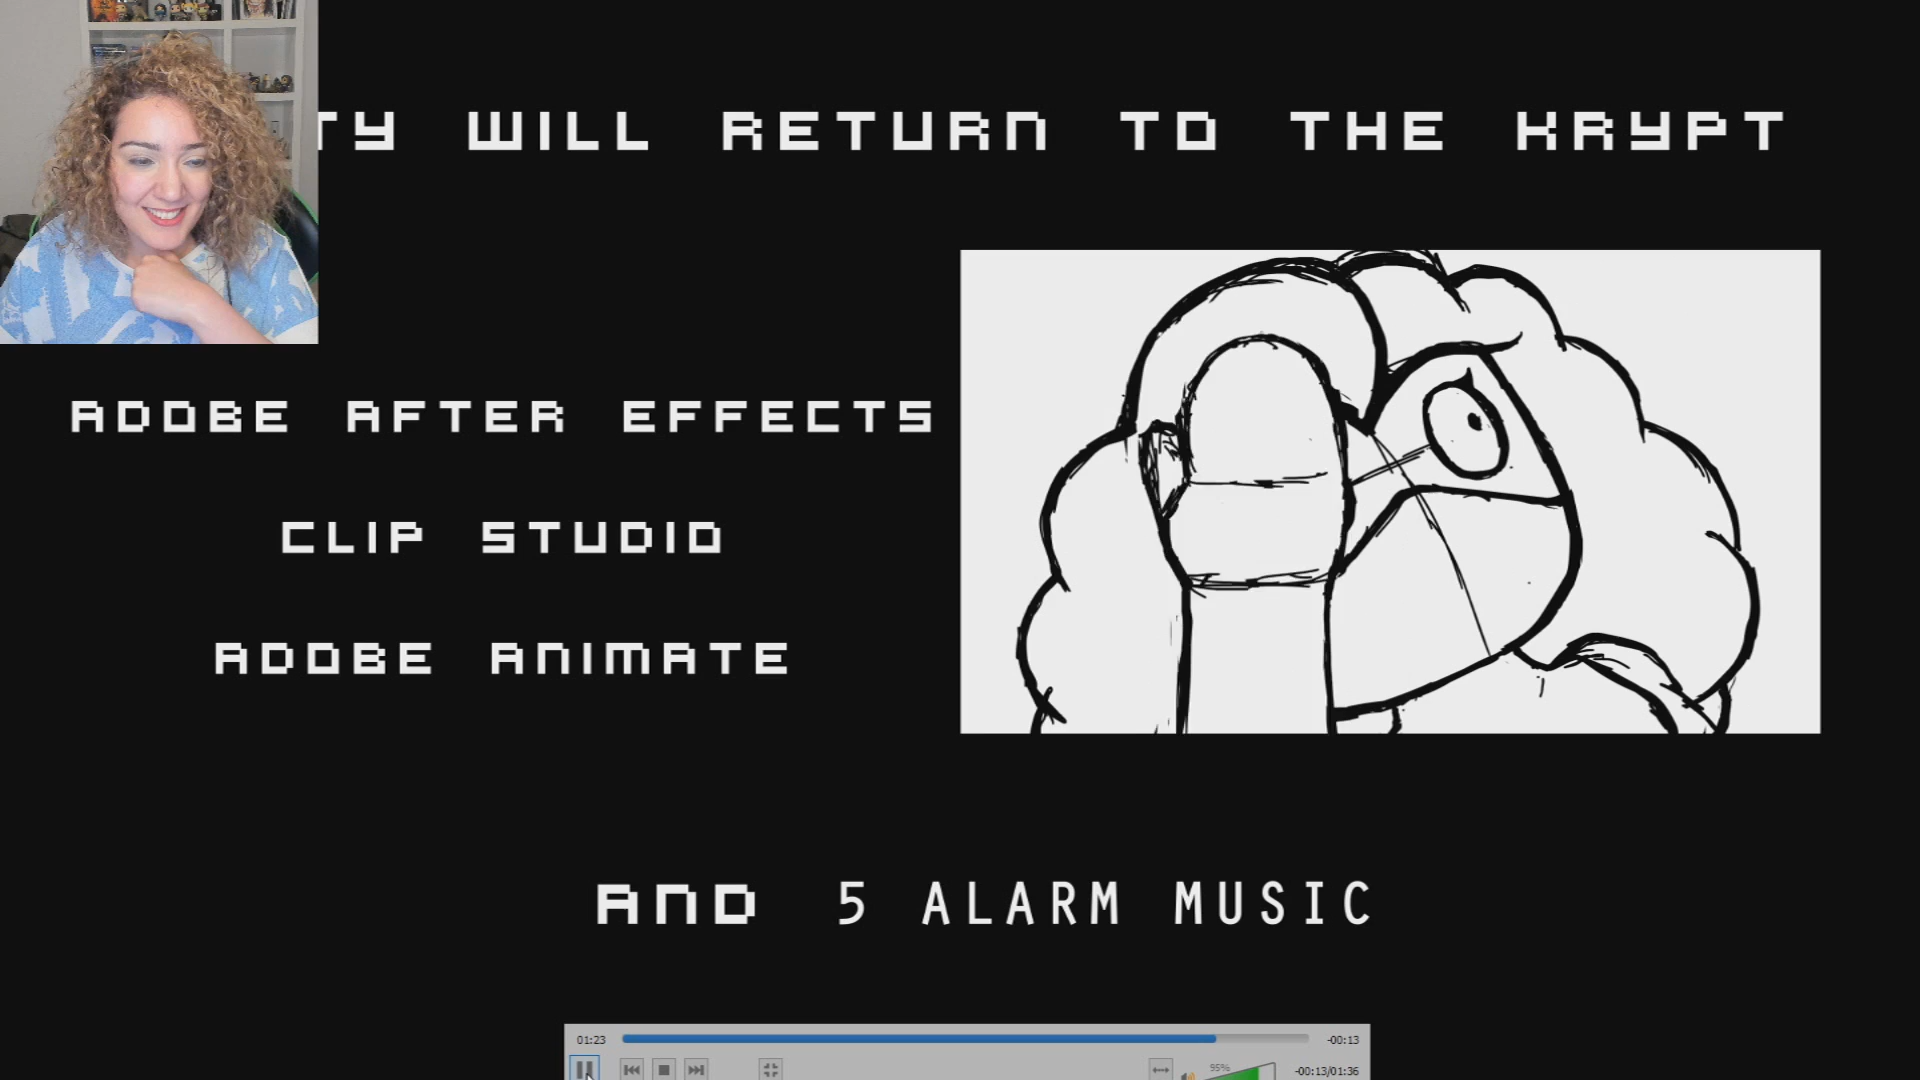 TY WILL RETURN TO THE KRYPT
ADOBE AFTER EFFECTS
CLIP STUDIO
ADOBE ANIMATE
AND 5 ALARM MUSIC
01:23
-00:13
95%
-00:13/01:36